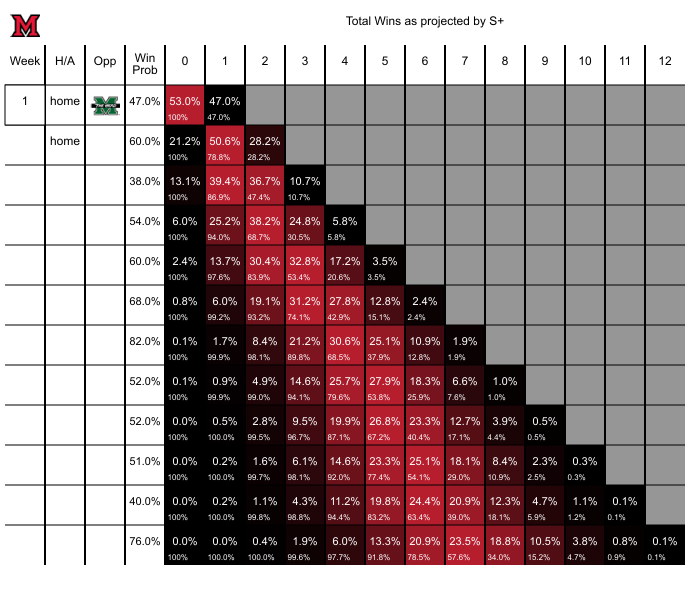 M
Total Wins as projected by S+
Week H/A Opp Win Prob 0 1 2 3 4 5 6 7 8 9 10 11 12
1 home 47.0% 53.0% 47.0%
100% 47.0%
home 60.0% 21.2% 50.6% 28.2%
100% 78.8% 28.2%
38.0% 13.1% 39.4% 36.7% 10.7%
100% 86.9% 47.4% 10.7%
54.0% 6.0% 25.2% 38.2% 24.8% 5.8%
100% 94.0% 68.7% 30.5% 5.8%
60.0% 2.4% 13.7% 30.4% 32.8% 17.2% 3.5%
100% 97.6% 83.9% 53.4% 20.6% 3.5%
68.0% 0.8% 6.0% 19.1% 31.2% 27.8% 12.8% 2.4%
100% 99.2% 93.2% 74.1% 42.9% 15.1% 2.4%
82.0% 0.1% 1.7% 8.4% 21.2% 30.6% 25.1% 10.9% 1.9%
100% 99.9% 98.1% 89.8% 68.5% 37.9% 12.8% 1.9%
52.0% 0.1% 0.9% 4.9% 14.6% 25.7% 27.9% 18.3% 6.6% 1.0%
100% 99.9% 99.0% 94.1% 79.6% 53.8% 25.9% 7.6% 1.0%
52.0% 0.0% 0.5% 2.8% 9.5% 19.9% 26.8% 23.3% 12.7% 3.9% 0.5%
100% 100.0% 99.5% 96.7% 87.1% 67.2% 40.4% 17.1% 4.4% 0.5%
51.0% 0.0% 0.2% 1.6% 6.1% 14.6% 23.3% 25.1% 18.1% 8.4% 2.3% 0.3%
100% 100.0% 99.7% 98.1% 92.0% 77.4% 54.1% 29.0% 10.9% 2.5% 0.3%
40.0% 0.0% 0.2% 1.1% 4.3% 11.2% 19.8% 24.4% 20.9% 12.3% 4.7% 1.1% 0.1%
100% 100.0% 99.8% 98.8% 94.4% 83.2% 63.4% 39.0% 18.1% 5.9% 1.2% 0.1%
76.0% 0.0% 0.0% 0.4% 1.9% 6.0% 13.3% 20.9% 23.5% 18.8% 10.5% 3.8% 0.8% 0.1%
100% 100.0% 100.0% 99.6% 97.7% 91.8% 78.5% 57.6% 34.0% 15.2% 4.7% 0.9% 0.1%